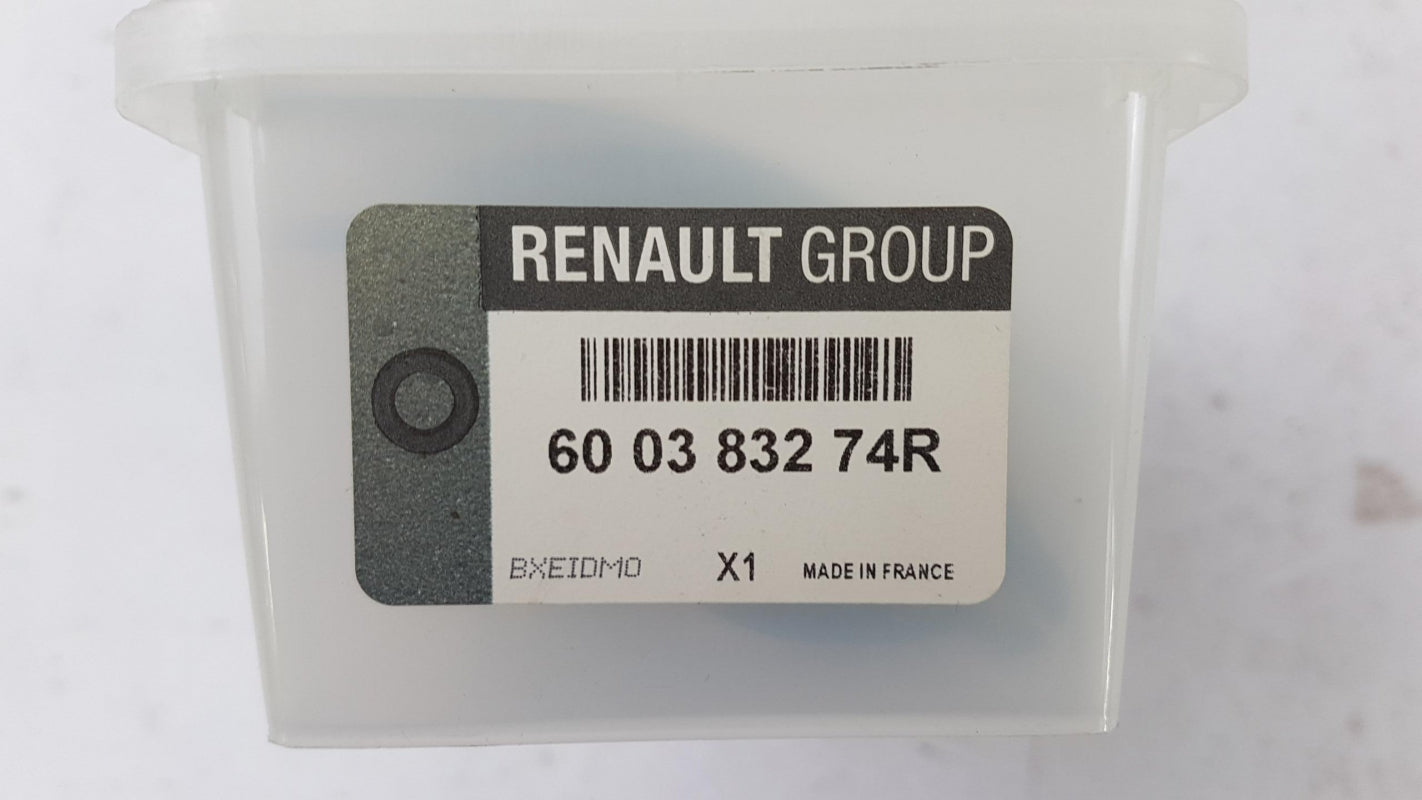 RENAULT GROUP
60 03 832 74R
BXEIDMO X1 MADE IN FRANCE